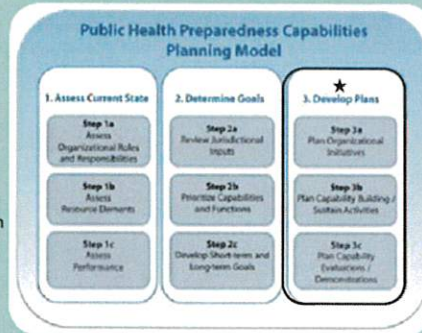 Public Health Preparedness Capabilities
Planning Model
1. Assess Current State
Step 1a
Assess
Organizational Roles
and Responsibilities
Step 1b
Assess
Resource Elements
Step 1c
Assess
Performance
2. Determine Goals
Step 2a
Review Jurisdictional
Inputs
Step 2b
Prioritize Capabilities
and Functions
Step 2c
Develop Short-term and
Long-term Goals
3. Develop Plans
Step 3a
Plan Organizational
Initiatives
Step 3b
Plan Capability Building /
Sustain Activities
Step 3c
Plan Capability
Evaluations /
Demonstrations